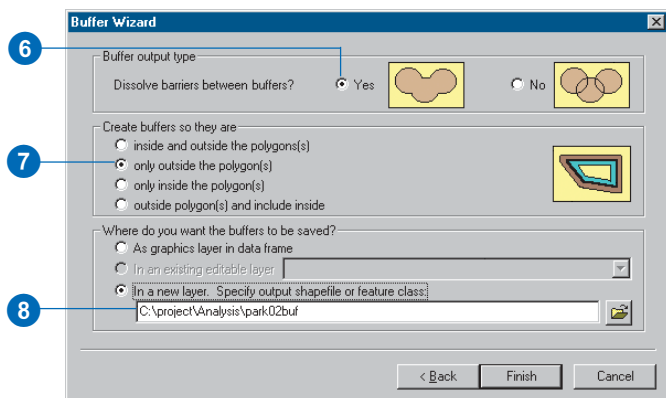 Buffer Wizard
6
Buffer output type
Dissolve barriers between buffers?
Yes
No
Create buffers so they are
inside and outside the polygons(s)
7
only outside the polygon(s)
only inside the polygon(s)
outside polygon(s) and include inside
Where do you want the buffers to be saved?
As graphics layer in data frame
In an existing editable layer
In a new layer. Specify output shapefile or feature class:
8
C:\project\Analysis\park02buf
< Back
Finish
Cancel